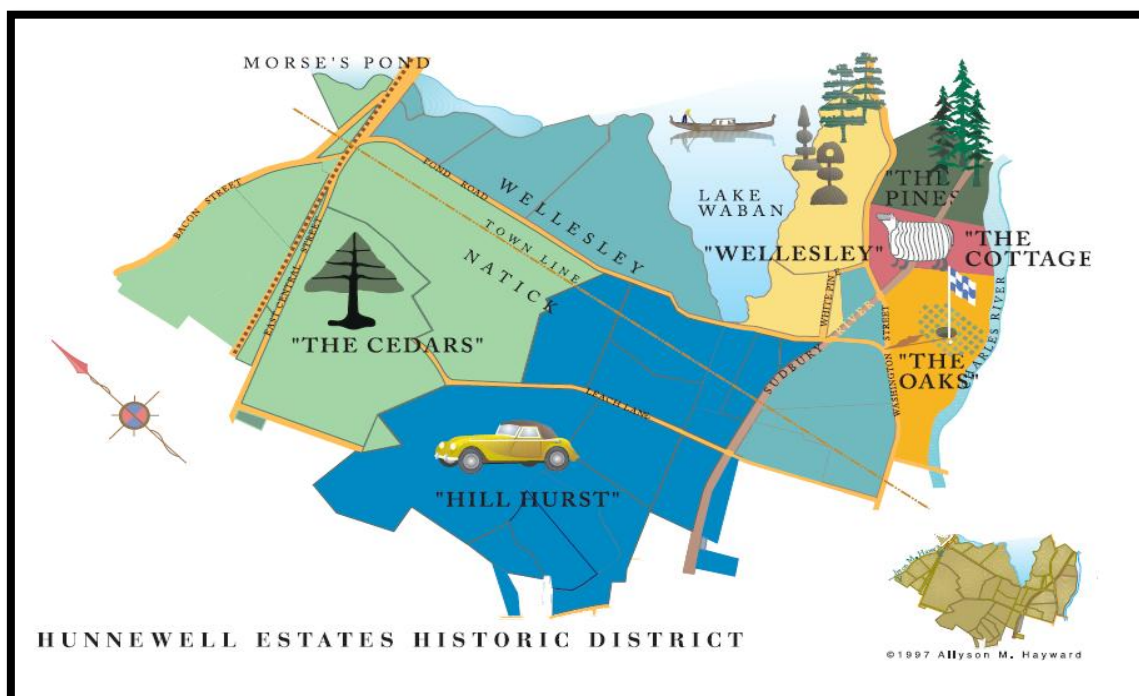 MORSE'S POND
BACON STREET
EAST CENTRAL STREET
POND ROAD
WELLESLEY
TOWN LINE
NATICK
LAKE
WABAN
"WELLESLEY"
"THE
PINES"
"THE
COTTAGE
"THE CEDARS"
WHITE PINE
SUDBURY RIVER
WASHINGTON STREET
"THE
OAKS"
CHARLES RIVER
LEACH LANE
"HILL HURST"
HUNNEWELL ESTATES HISTORIC DISTRICT
©1997 Allyson M. Hayward